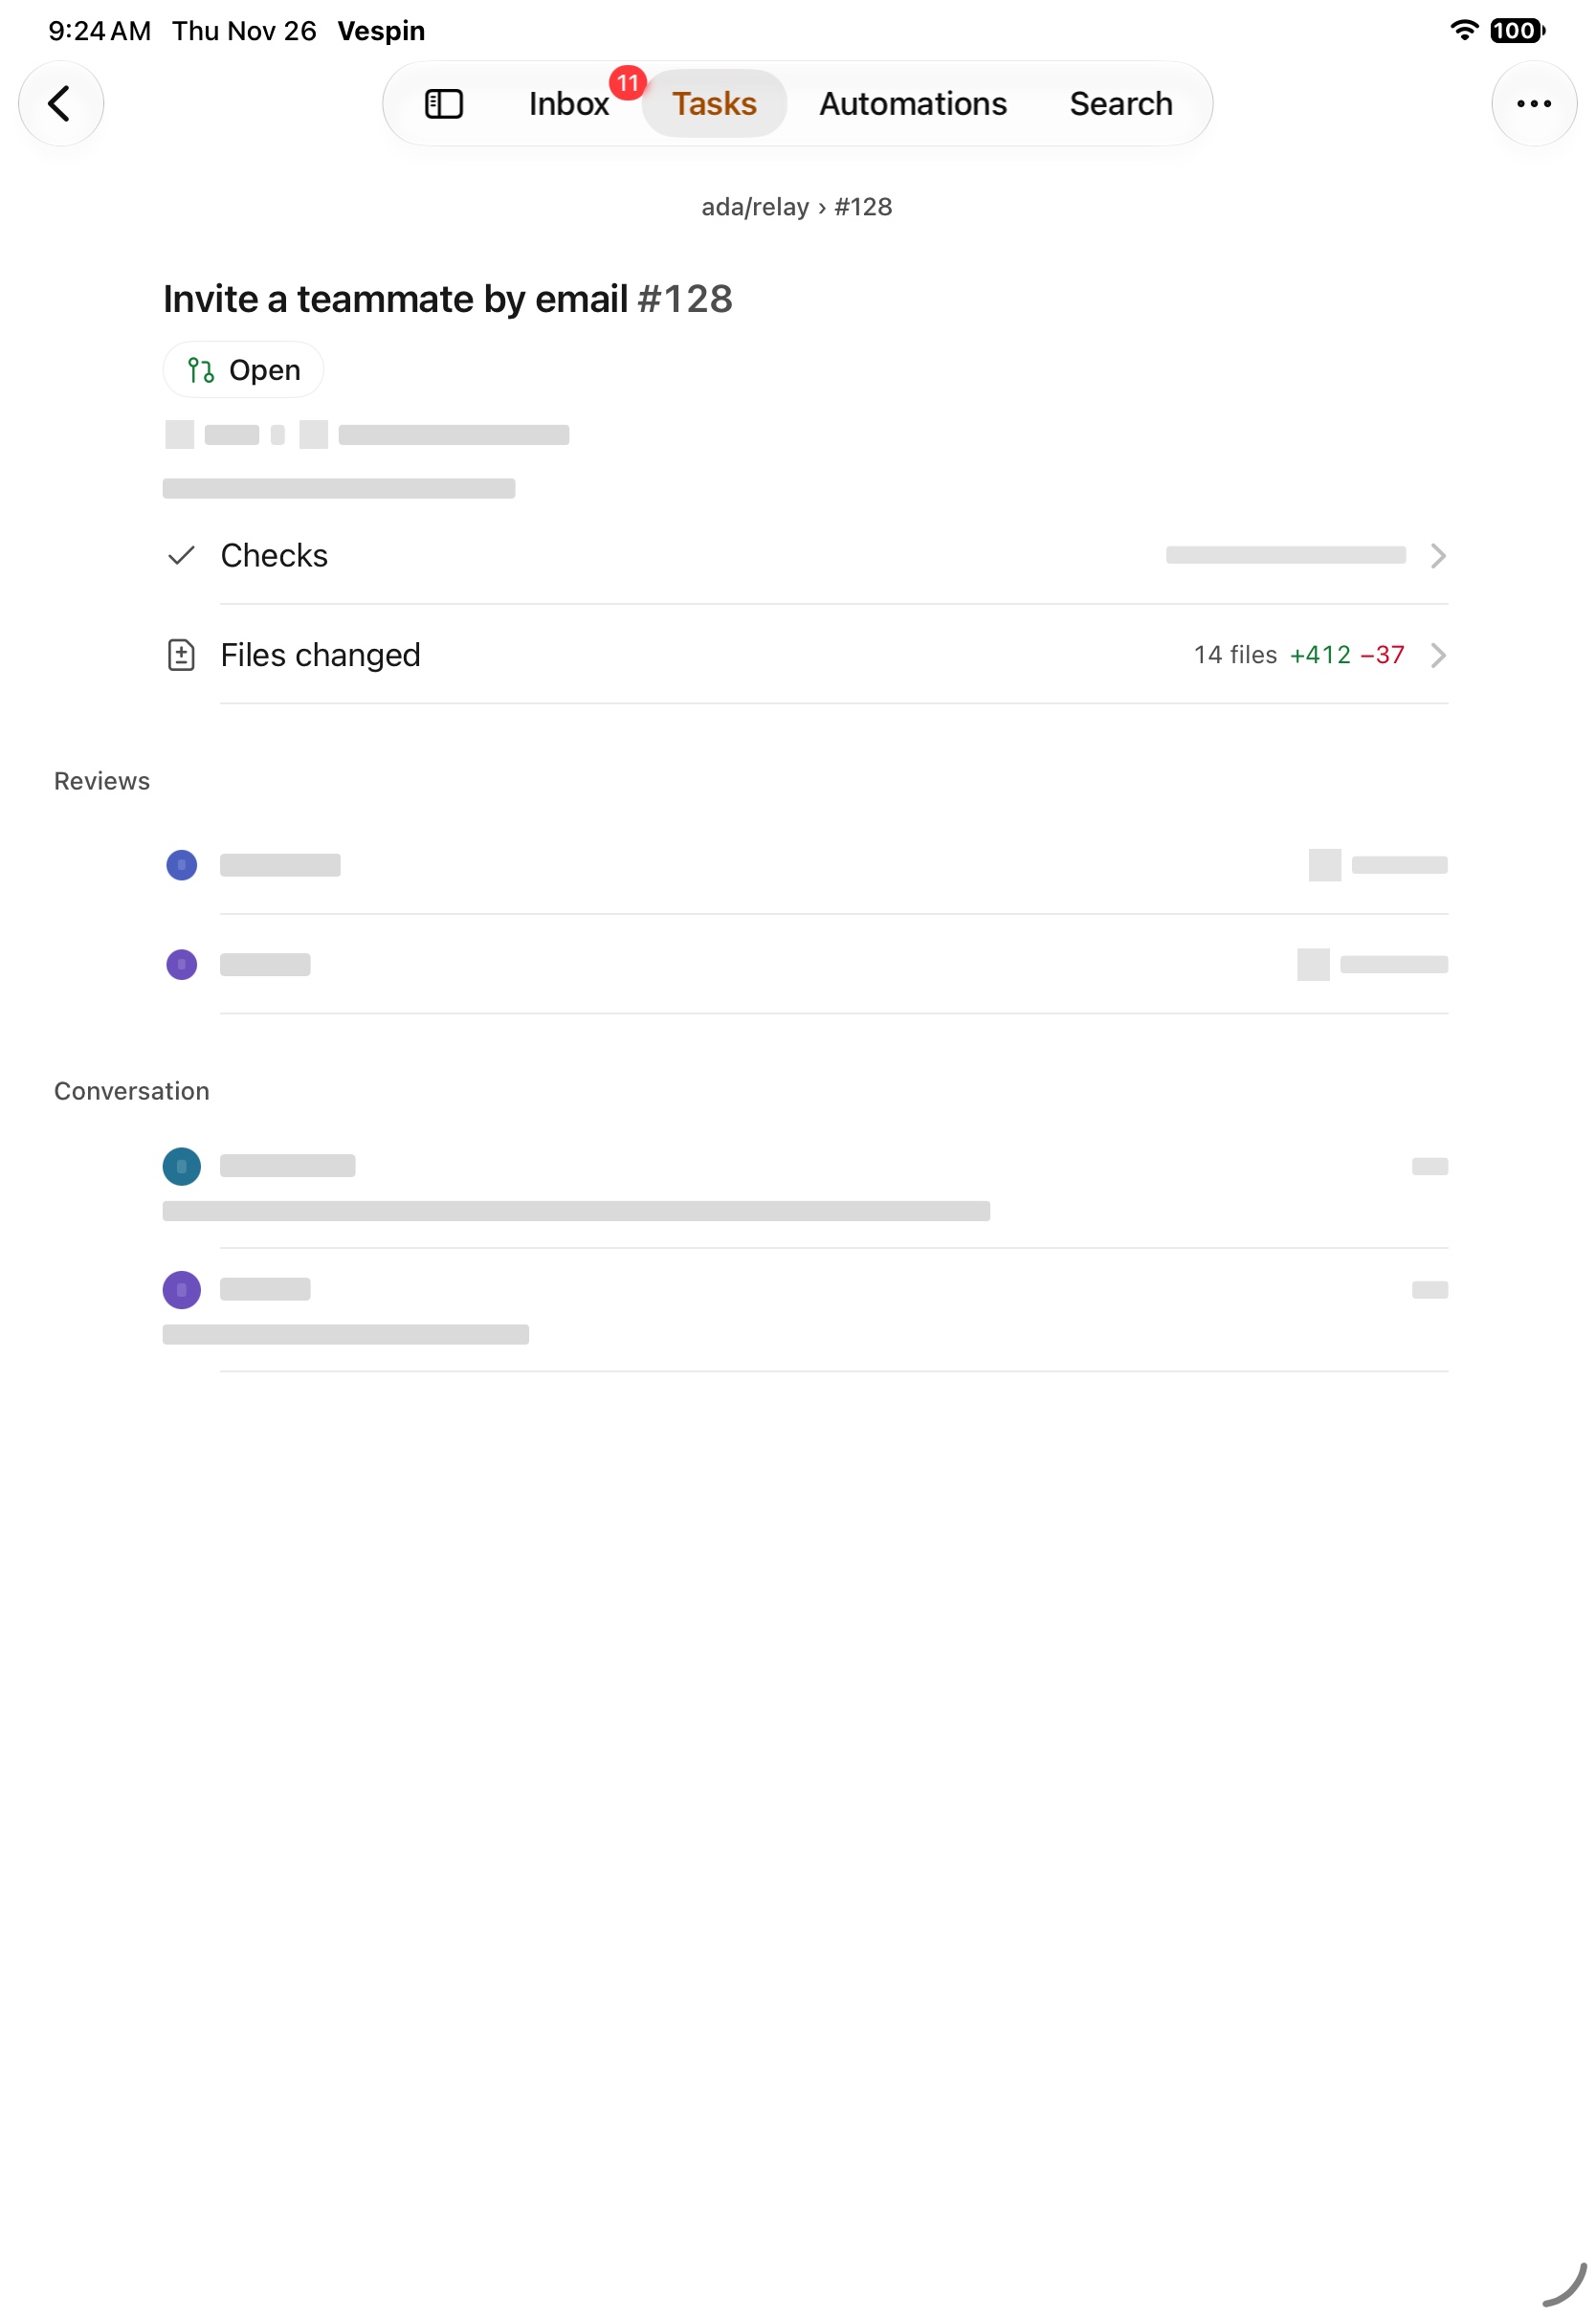 9:24 AM Thu Nov 26 Vespin
100
Inbox 11 Tasks Automations Search
ada/relay › #128
Invite a teammate by email #128
Open
Checks
Files changed 14 files +412 −37
Reviews
Conversation